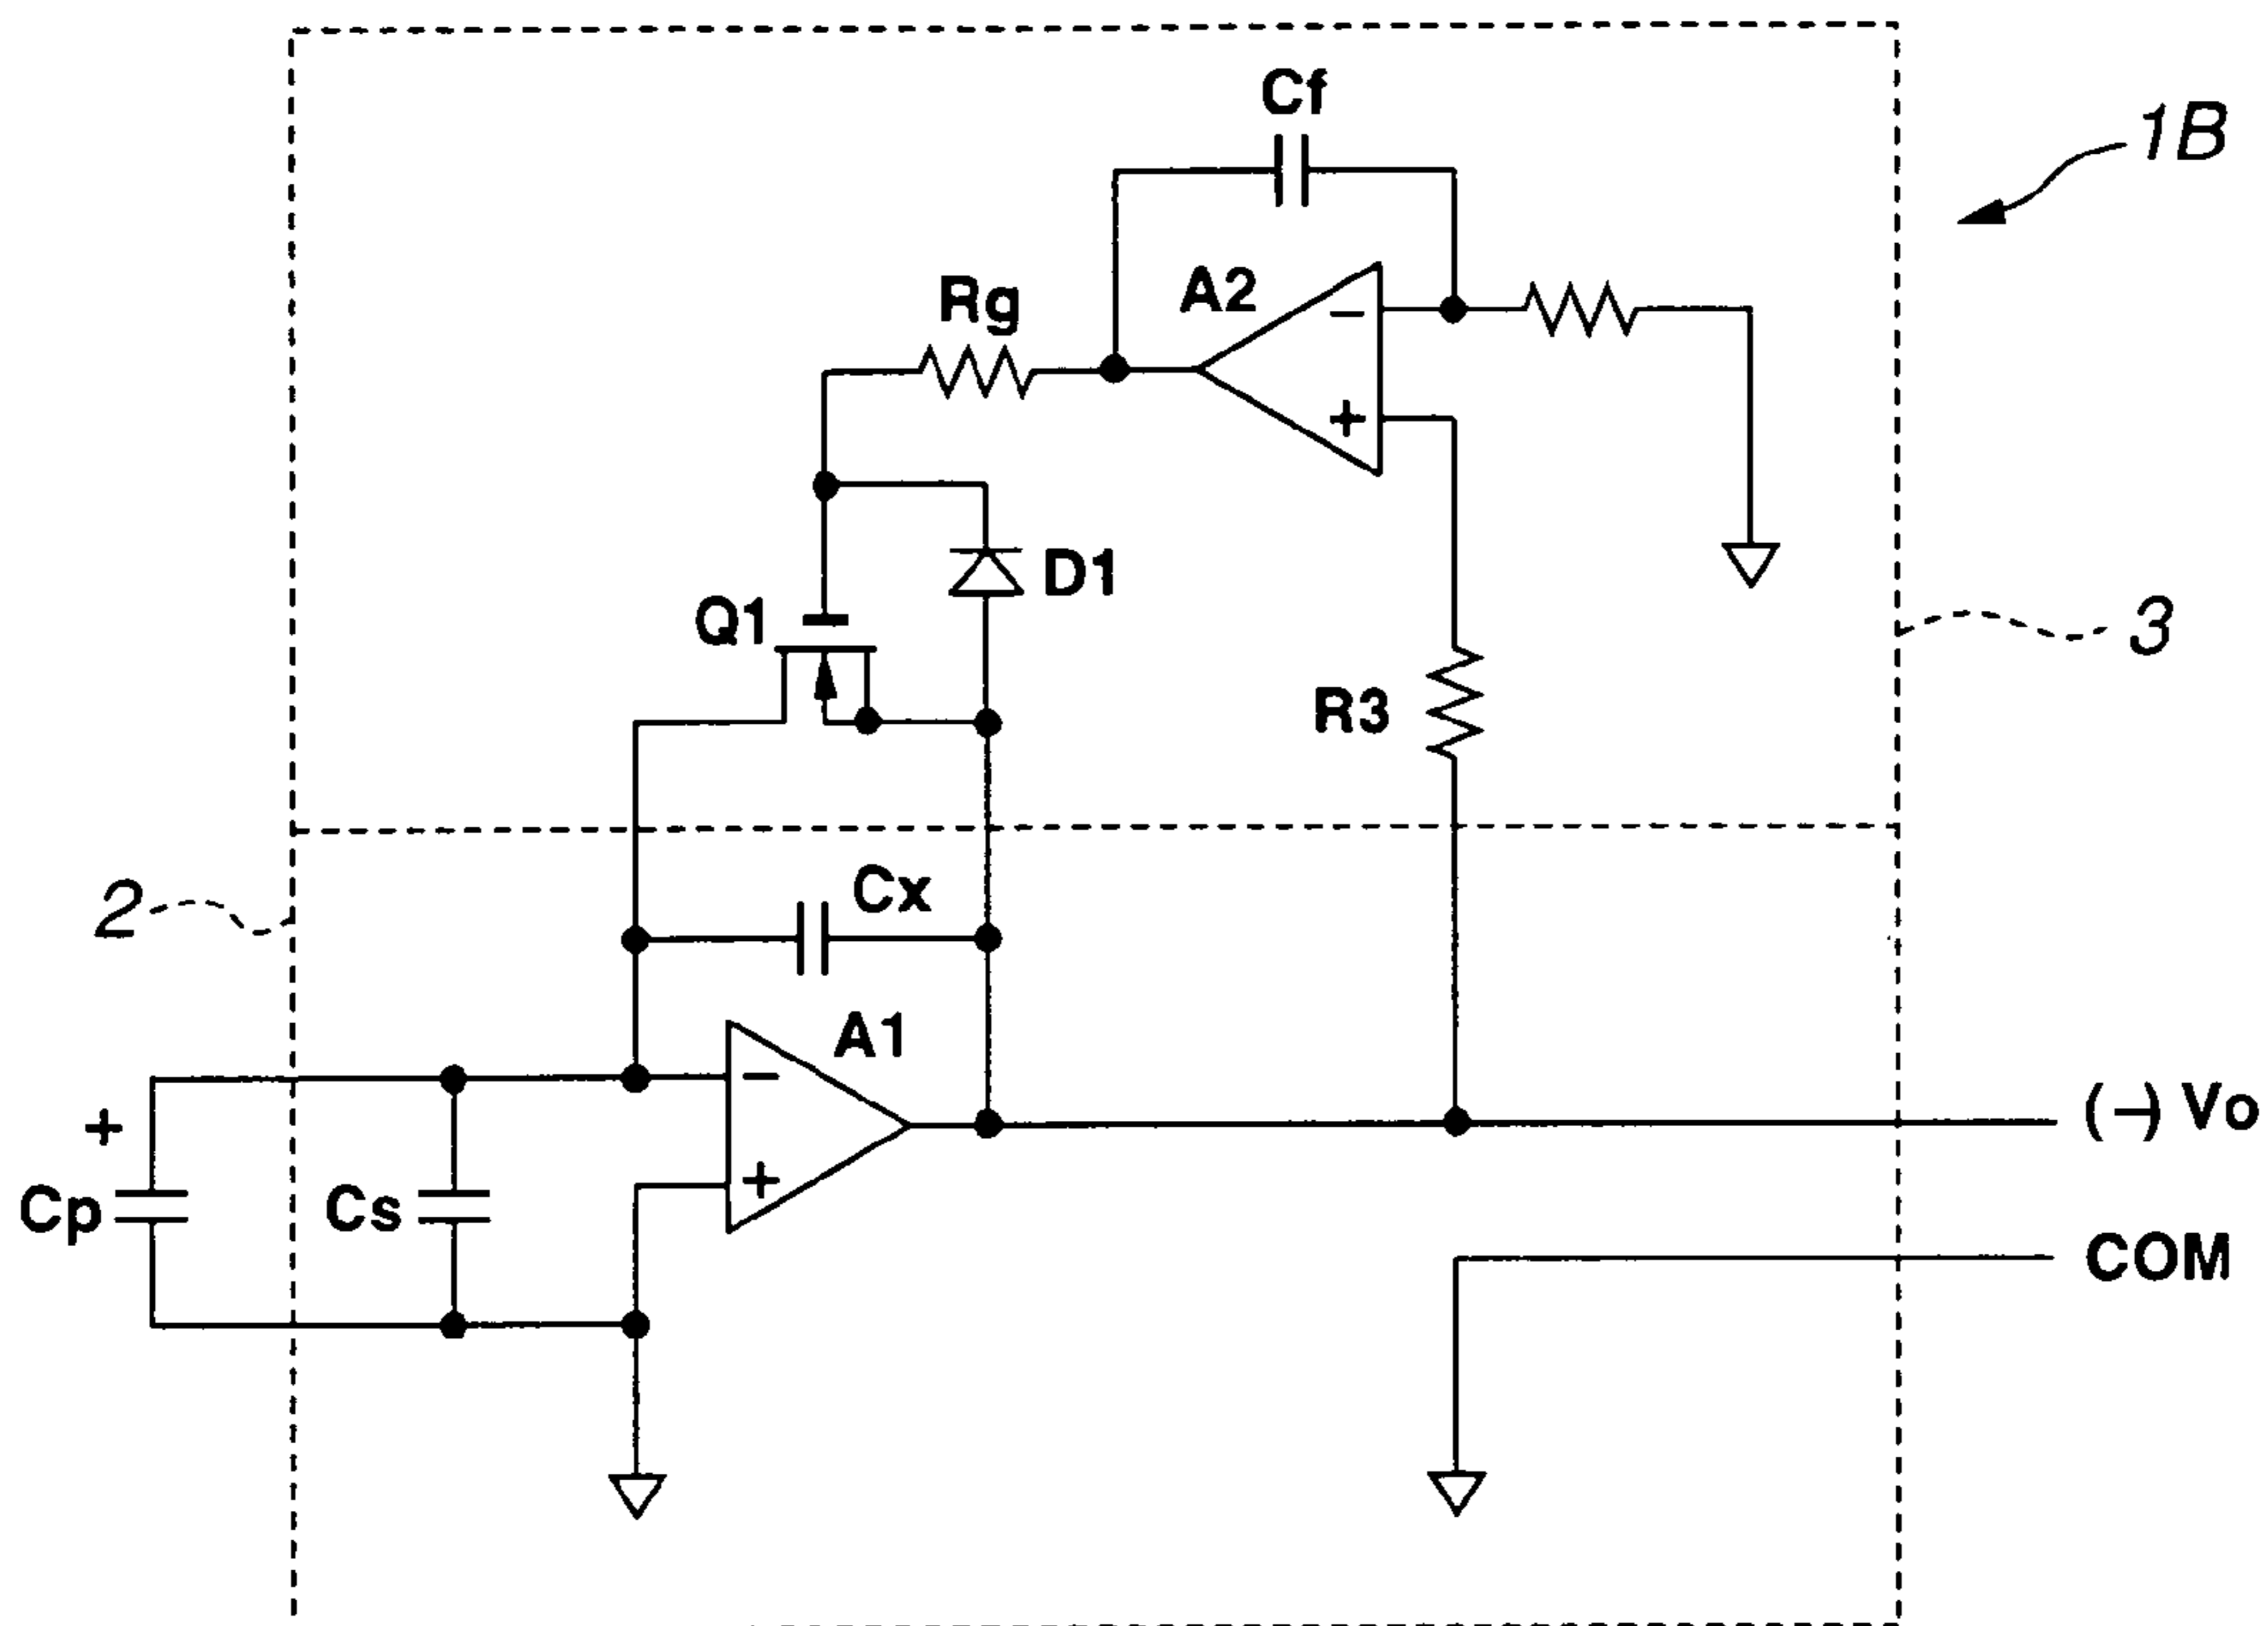 Cf
1B
A2
−
Rg
+
D1
Q1
3
R3
Cx
2
A1
−
+
(−) Vo
+
Cp
Cs
COM